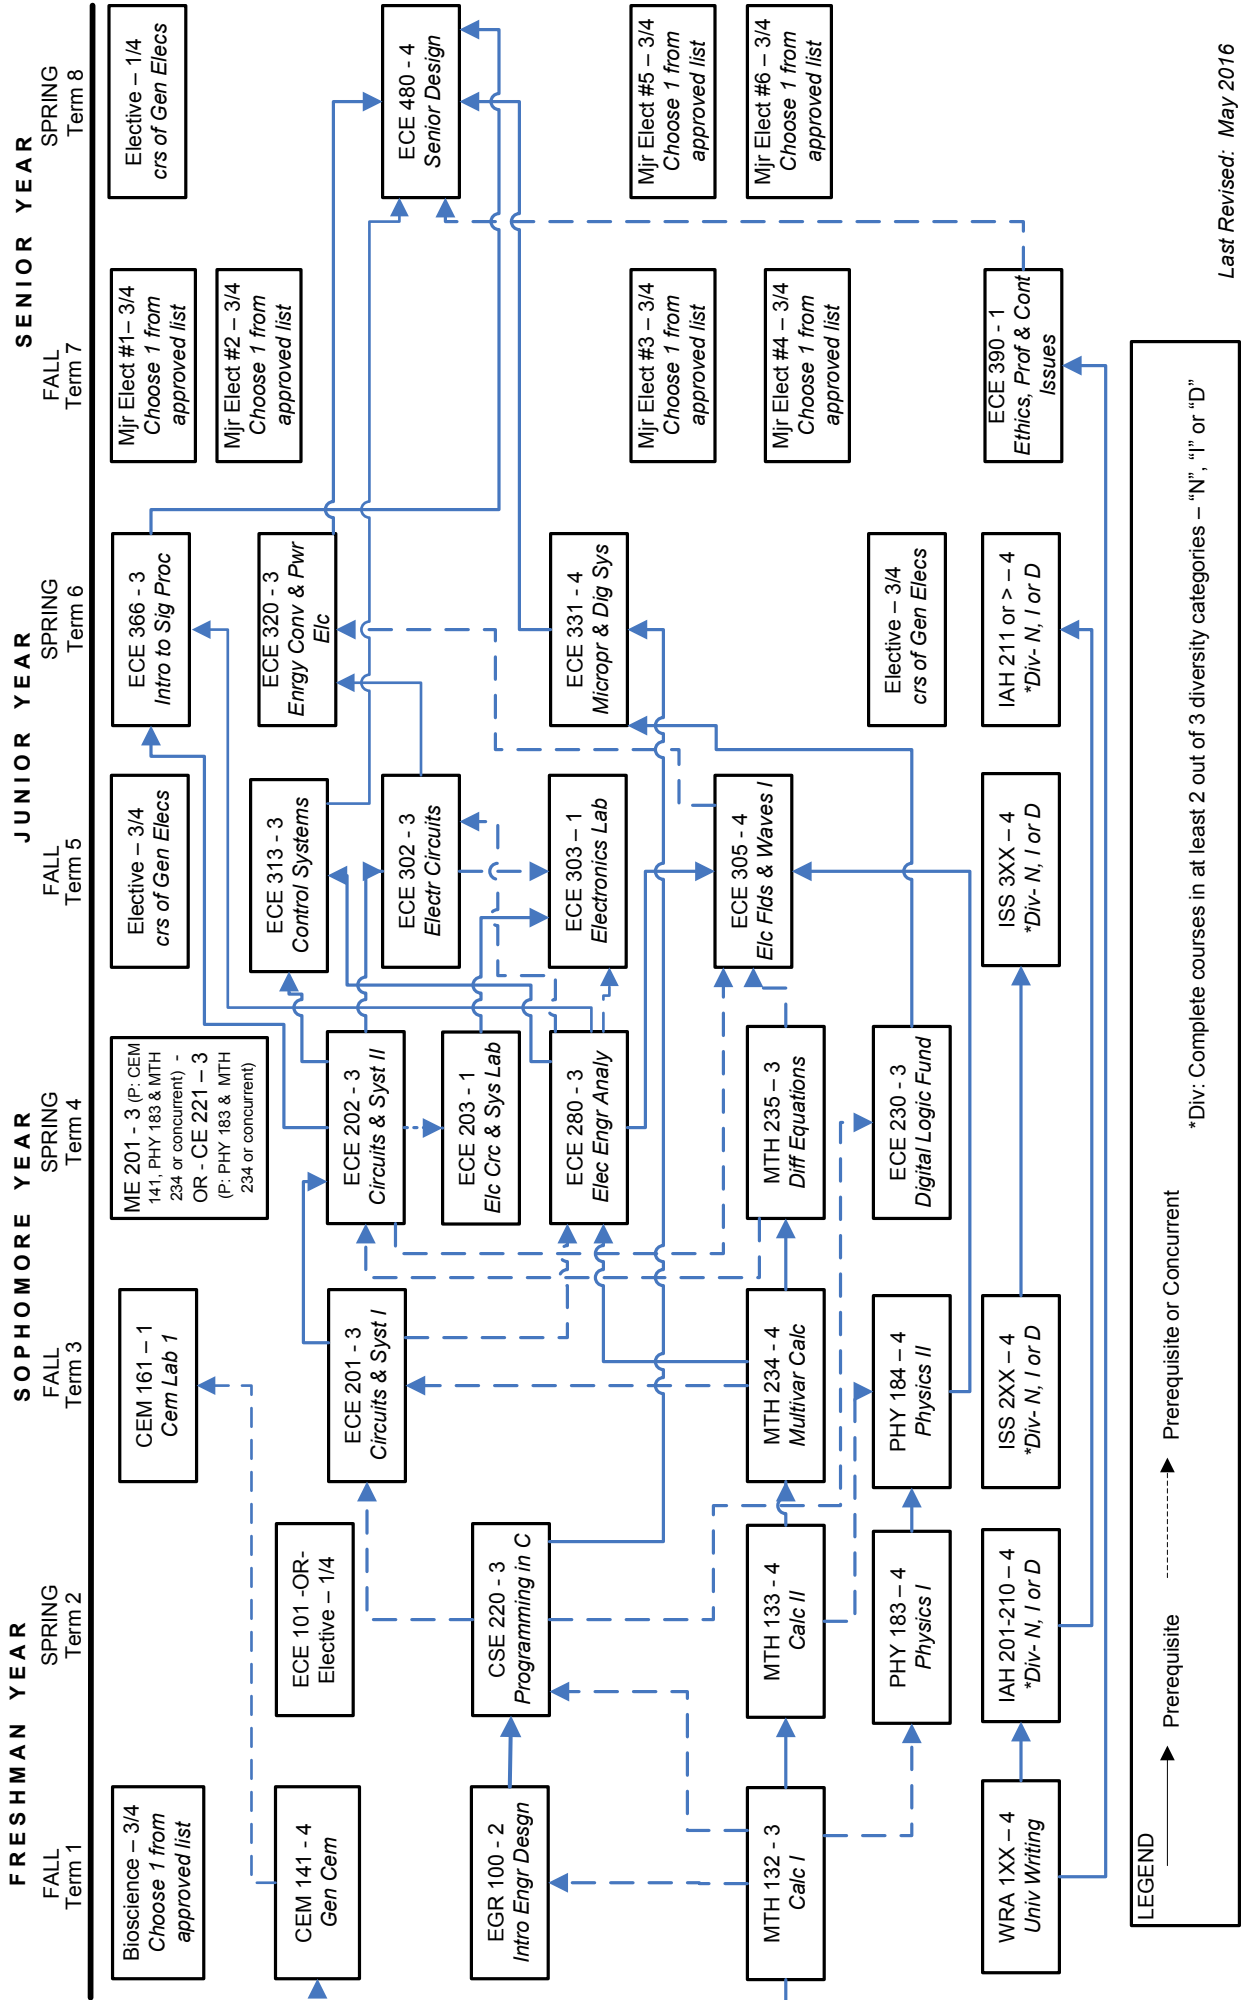 FRESHMAN YEAR
SOPHOMORE YEAR
JUNIOR YEAR
SENIOR YEAR
FALL
Term 1
SPRING
Term 2
FALL
Term 3
SPRING
Term 4
FALL
Term 5
SPRING
Term 6
FALL
Term 7
SPRING
Term 8
Bioscience – 3/4
Choose 1 from
approved list
CEM 141 - 4
Gen Cem
EGR 100 - 2
Intro Engr Desgn
MTH 132 - 3
Calc I
WRA 1XX – 4
Univ Writing
ECE 101 -OR-
Elective – 1/4
CSE 220 - 3
Programming in C
MTH 133 - 4
Calc II
PHY 183 – 4
Physics I
IAH 201-210 – 4
*Div- N, I or D
CEM 161 – 1
Cem Lab 1
ECE 201 - 3
Circuits & Syst I
MTH 234 - 4
Multivar Calc
PHY 184 – 4
Physics II
ISS 2XX – 4
*Div- N, I or D
ME 201 - 3 (P: CEM
141, PHY 183 & MTH
234 or concurrent) -
OR - CE 221 – 3
(P: PHY 183 & MTH
234 or concurrent)
ECE 202 - 3
Circuits & Syst II
ECE 203 - 1
Elc Crc & Sys Lab
ECE 280 - 3
Elec Engr Analy
MTH 235 – 3
Diff Equations
ECE 230 - 3
Digital Logic Fund
Elective – 3/4
crs of Gen Elecs
ECE 313 - 3
Control Systems
ECE 302 - 3
Electr Circuits
ECE 303 – 1
Electronics Lab
ECE 305 - 4
Elc Flds & Waves I
ISS 3XX – 4
*Div- N, I or D
ECE 366 - 3
Intro to Sig Proc
ECE 320 - 3
Enrgy Conv & Pwr
Elc
ECE 331 - 4
Micropr & Dig Sys
Elective – 3/4
crs of Gen Elecs
IAH 211 or > – 4
*Div- N, I or D
Mjr Elect #1– 3/4
Choose 1 from
approved list
Mjr Elect #2 – 3/4
Choose 1 from
approved list
Mjr Elect #3 – 3/4
Choose 1 from
approved list
Mjr Elect #4 – 3/4
Choose 1 from
approved list
ECE 390 - 1
Ethics, Prof & Cont
Issues
Elective – 1/4
crs of Gen Elecs
ECE 480 - 4
Senior Design
Mjr Elect #5 – 3/4
Choose 1 from
approved list
Mjr Elect #6 – 3/4
Choose 1 from
approved list
LEGEND
Prerequisite
Prerequisite or Concurrent
*Div: Complete courses in at least 2 out of 3 diversity categories – “N”, “I” or “D”
Last Revised: May 2016